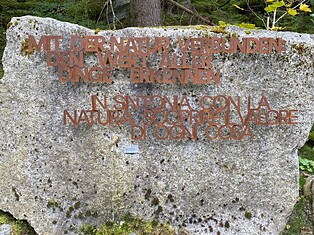 MIT DER NATUR VERBUNDEN
DEN WERT ALLER
DINGE ERKENNEN
IN SINTONIA CON LA
NATURA SCOPRIRE IL VALORE
DI OGNI COSA